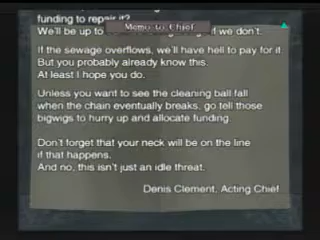 funding to repair it?
Memo to Chief
We'll be up to if we don't.
If the sewage overflows, we'll have hell to pay for it
But you probably already know this.
At least I hope you do.
Unless you want to see the cleaning ball fall
when the chain eventually breaks, go tell those
bigwigs to hurry up and allocate funding.
Don't forget that your neck will be on the line
if that happens.
And no, this isn't just an idle threat.
Denis Clement, Acting Chief